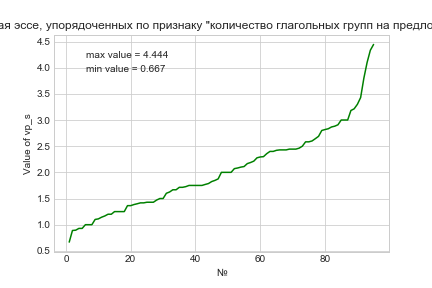 ая эссе, упорядоченных по признаку "количество глагольных групп на предло
max value = 4.444
min value = 0.667
4.5
4.0
3.5
3.0
2.5
2.0
1.5
1.0
0.5
Value of vp_s
0 20 40 60 80
№